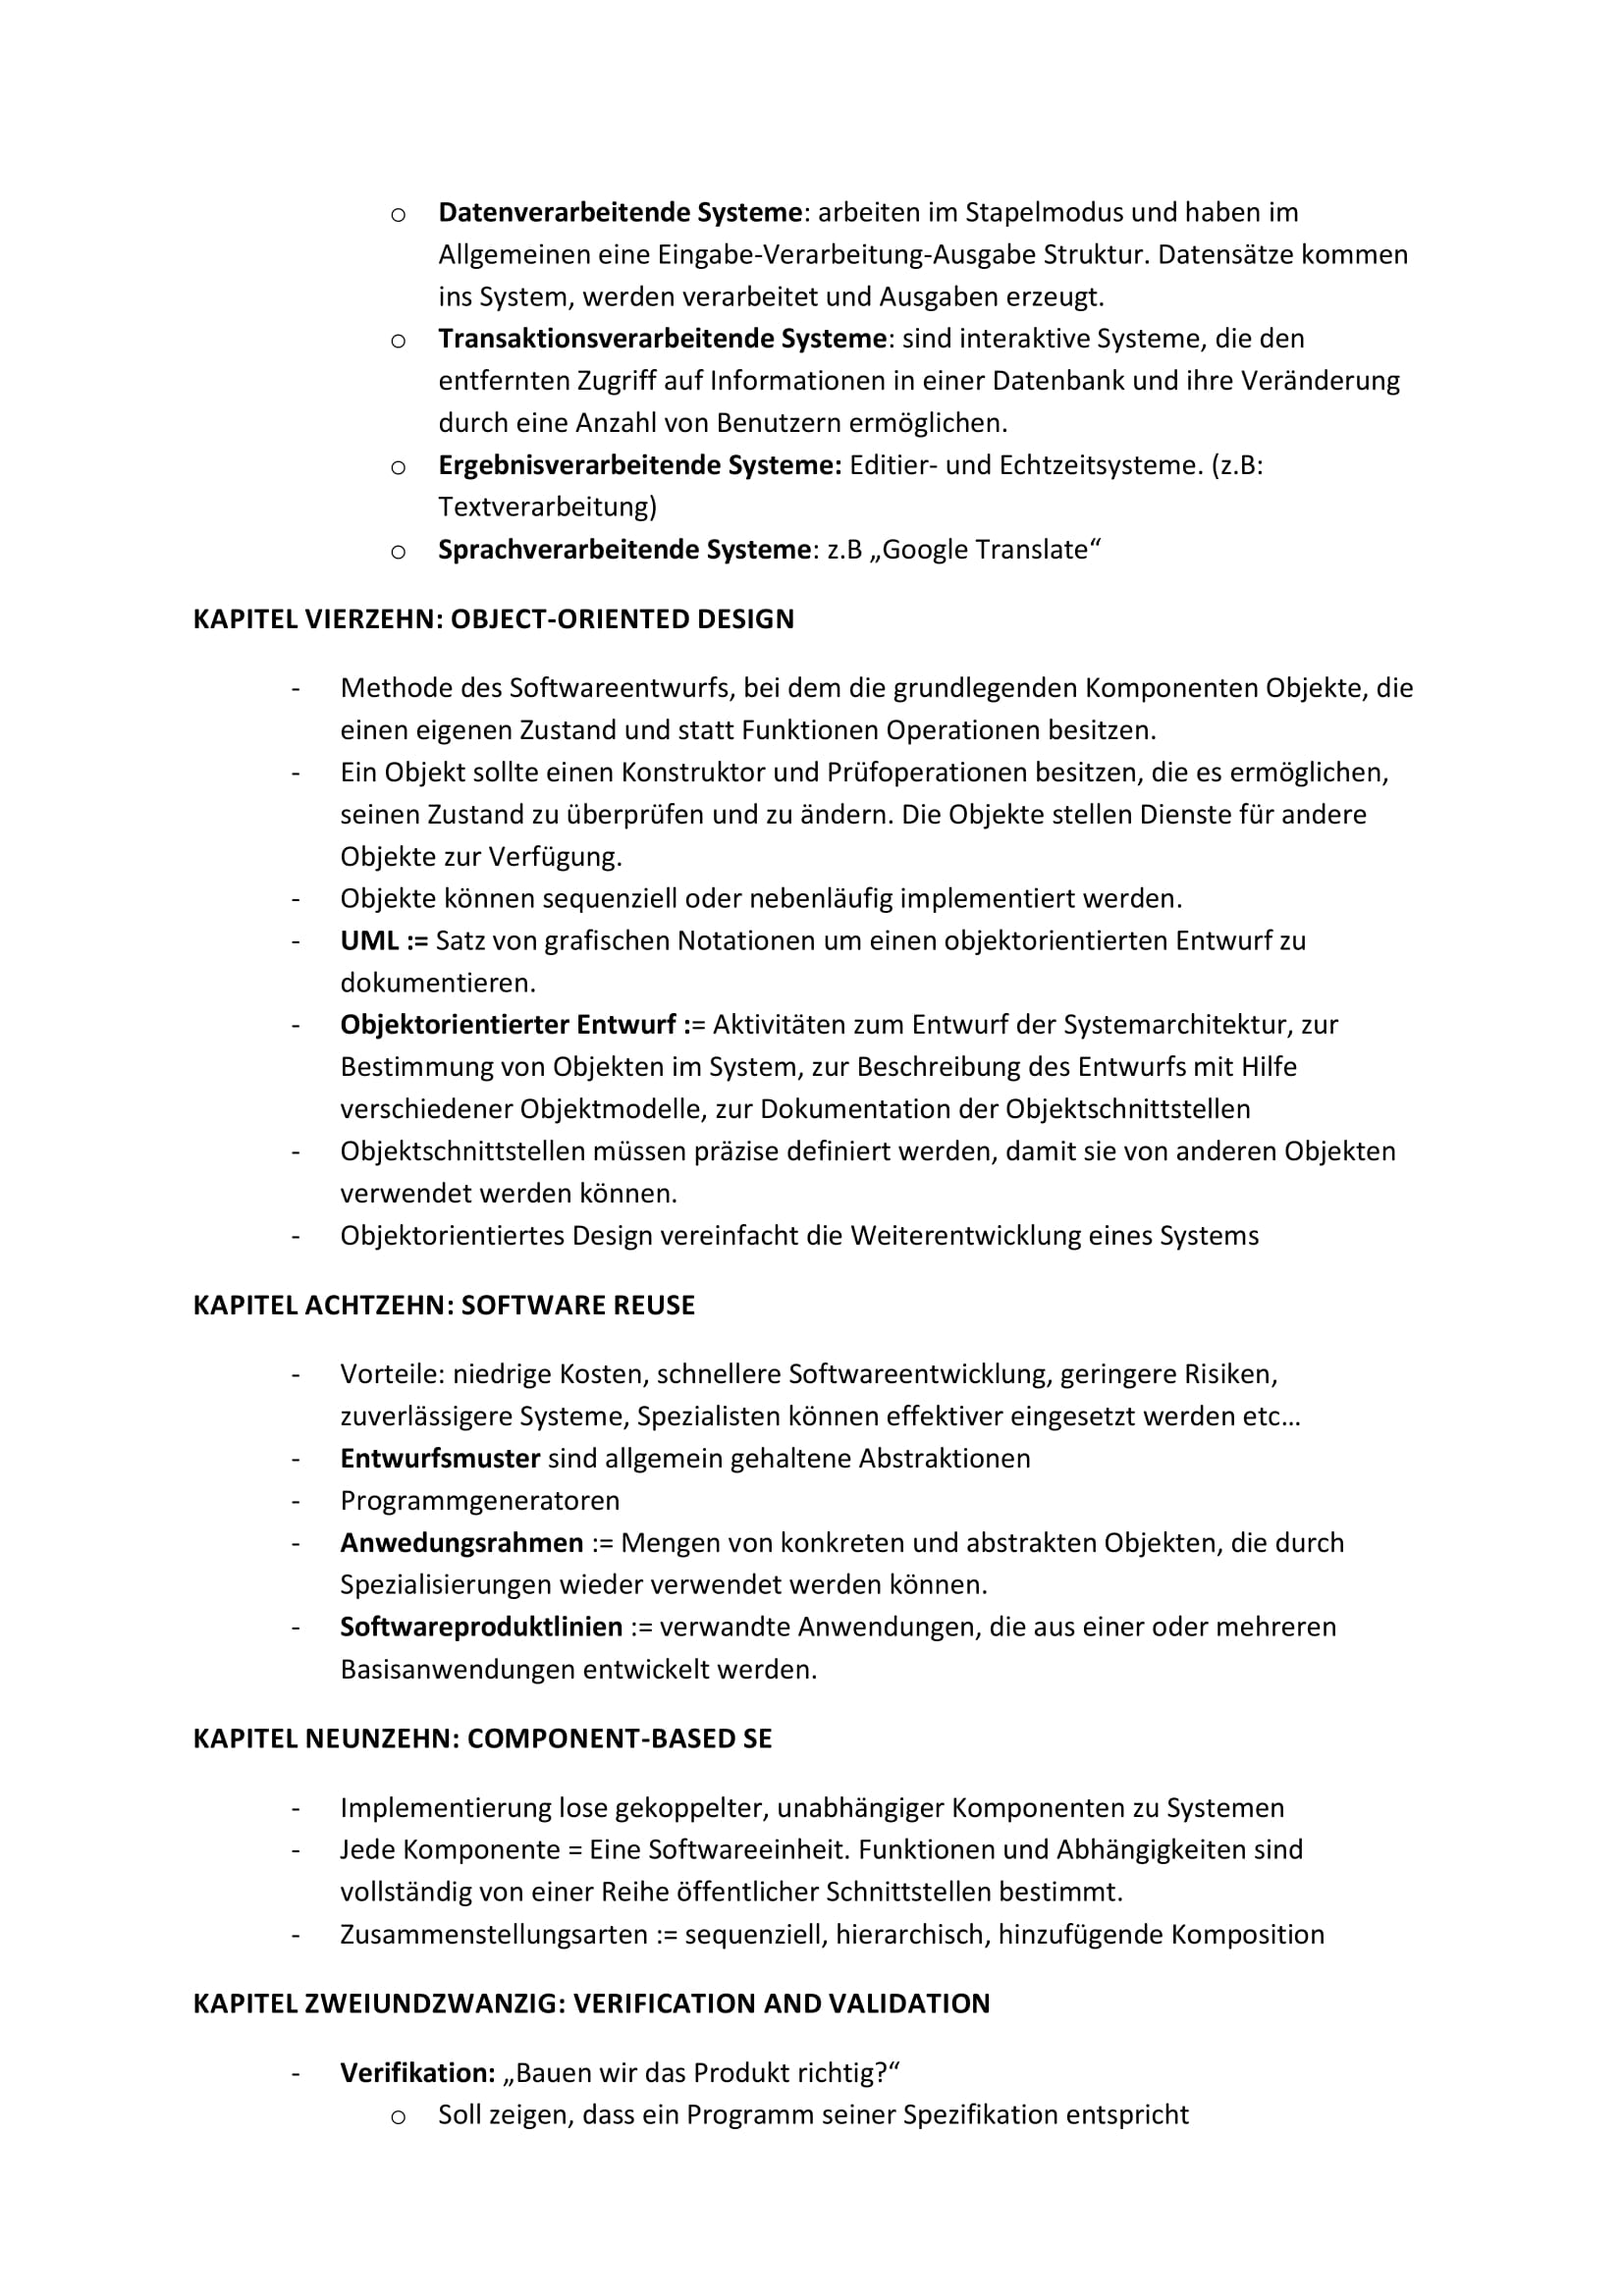 o Datenverarbeitende Systeme: arbeiten im Stapelmodus und haben im
Allgemeinen eine Eingabe-Verarbeitung-Ausgabe Struktur. Datensätze kommen
ins System, werden verarbeitet und Ausgaben erzeugt.
o Transaktionsverarbeitende Systeme: sind interaktive Systeme, die den
entfernten Zugriff auf Informationen in einer Datenbank und ihre Veränderung
durch eine Anzahl von Benutzern ermöglichen.
o Ergebnisverarbeitende Systeme: Editier- und Echtzeitsysteme. (z.B:
Textverarbeitung)
o Sprachverarbeitende Systeme: z.B „Google Translate“
KAPITEL VIERZEHN: OBJECT-ORIENTED DESIGN
- Methode des Softwareentwurfs, bei dem die grundlegenden Komponenten Objekte, die
einen eigenen Zustand und statt Funktionen Operationen besitzen.
- Ein Objekt sollte einen Konstruktor und Prüfoperationen besitzen, die es ermöglichen,
seinen Zustand zu überprüfen und zu ändern. Die Objekte stellen Dienste für andere
Objekte zur Verfügung.
- Objekte können sequenziell oder nebenläufig implementiert werden.
- UML := Satz von grafischen Notationen um einen objektorientierten Entwurf zu
dokumentieren.
- Objektorientierter Entwurf := Aktivitäten zum Entwurf der Systemarchitektur, zur
Bestimmung von Objekten im System, zur Beschreibung des Entwurfs mit Hilfe
verschiedener Objektmodelle, zur Dokumentation der Objektschnittstellen
- Objektschnittstellen müssen präzise definiert werden, damit sie von anderen Objekten
verwendet werden können.
- Objektorientiertes Design vereinfacht die Weiterentwicklung eines Systems
KAPITEL ACHTZEHN: SOFTWARE REUSE
- Vorteile: niedrige Kosten, schnellere Softwareentwicklung, geringere Risiken,
zuverlässigere Systeme, Spezialisten können effektiver eingesetzt werden etc…
- Entwurfsmuster sind allgemein gehaltene Abstraktionen
- Programmgeneratoren
- Anwedungsrahmen := Mengen von konkreten und abstrakten Objekten, die durch
Spezialisierungen wieder verwendet werden können.
- Softwareproduktlinien := verwandte Anwendungen, die aus einer oder mehreren
Basisanwendungen entwickelt werden.
KAPITEL NEUNZEHN: COMPONENT-BASED SE
- Implementierung lose gekoppelter, unabhängiger Komponenten zu Systemen
- Jede Komponente = Eine Softwareeinheit. Funktionen und Abhängigkeiten sind
vollständig von einer Reihe öffentlicher Schnittstellen bestimmt.
- Zusammenstellungsarten := sequenziell, hierarchisch, hinzufügende Komposition
KAPITEL ZWEIUNDZWANZIG: VERIFICATION AND VALIDATION
- Verifikation: „Bauen wir das Produkt richtig?“
o Soll zeigen, dass ein Programm seiner Spezifikation entspricht